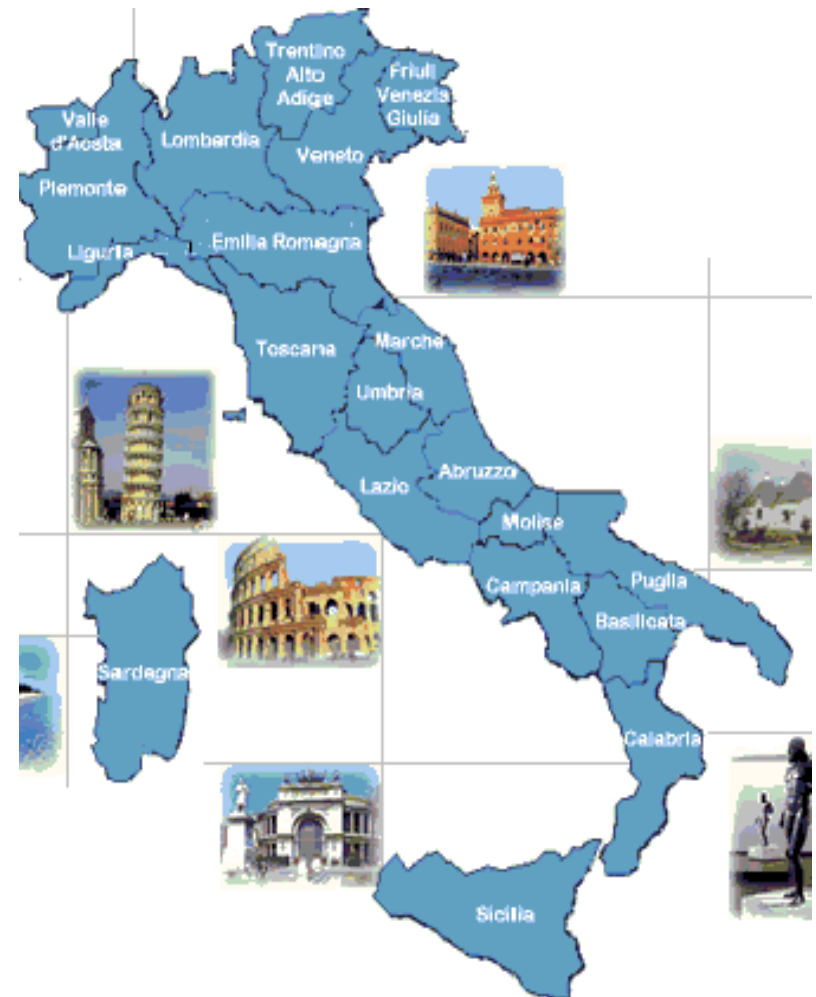 Trentino
Alto
Adige
Friuli
Venezia
Giulia
Valle
d'Aosta
Lombardia
Veneto
Piemonte
Liguria
Emilia Romagna
Toscana
Marche
Umbria
Lazio
Abruzzo
Molise
Campania
Puglia
Basilicata
Sardegna
Calabria
Sicilia